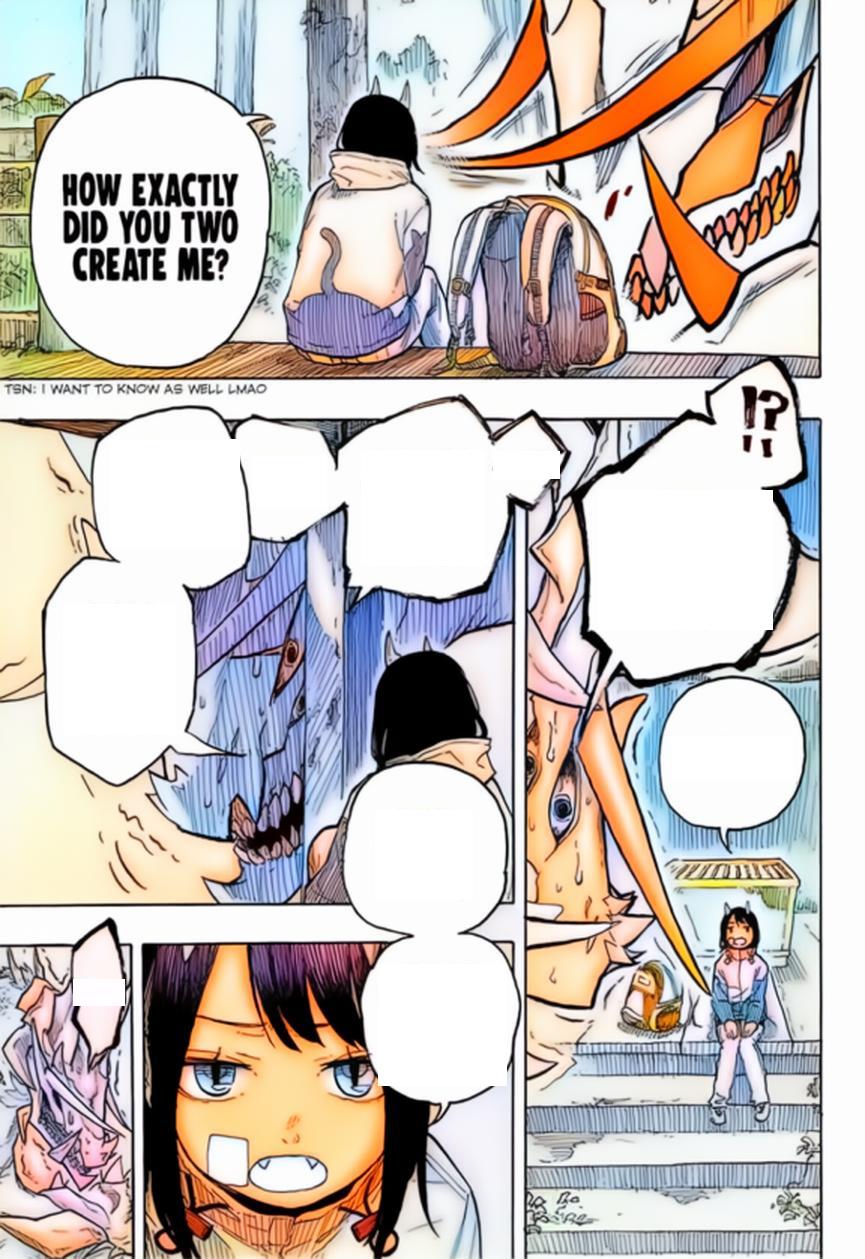 HOW EXACTLY
DID YOU TWO
CREATE ME?
TSN: I WANT TO KNOW AS WELL LMAO
!?